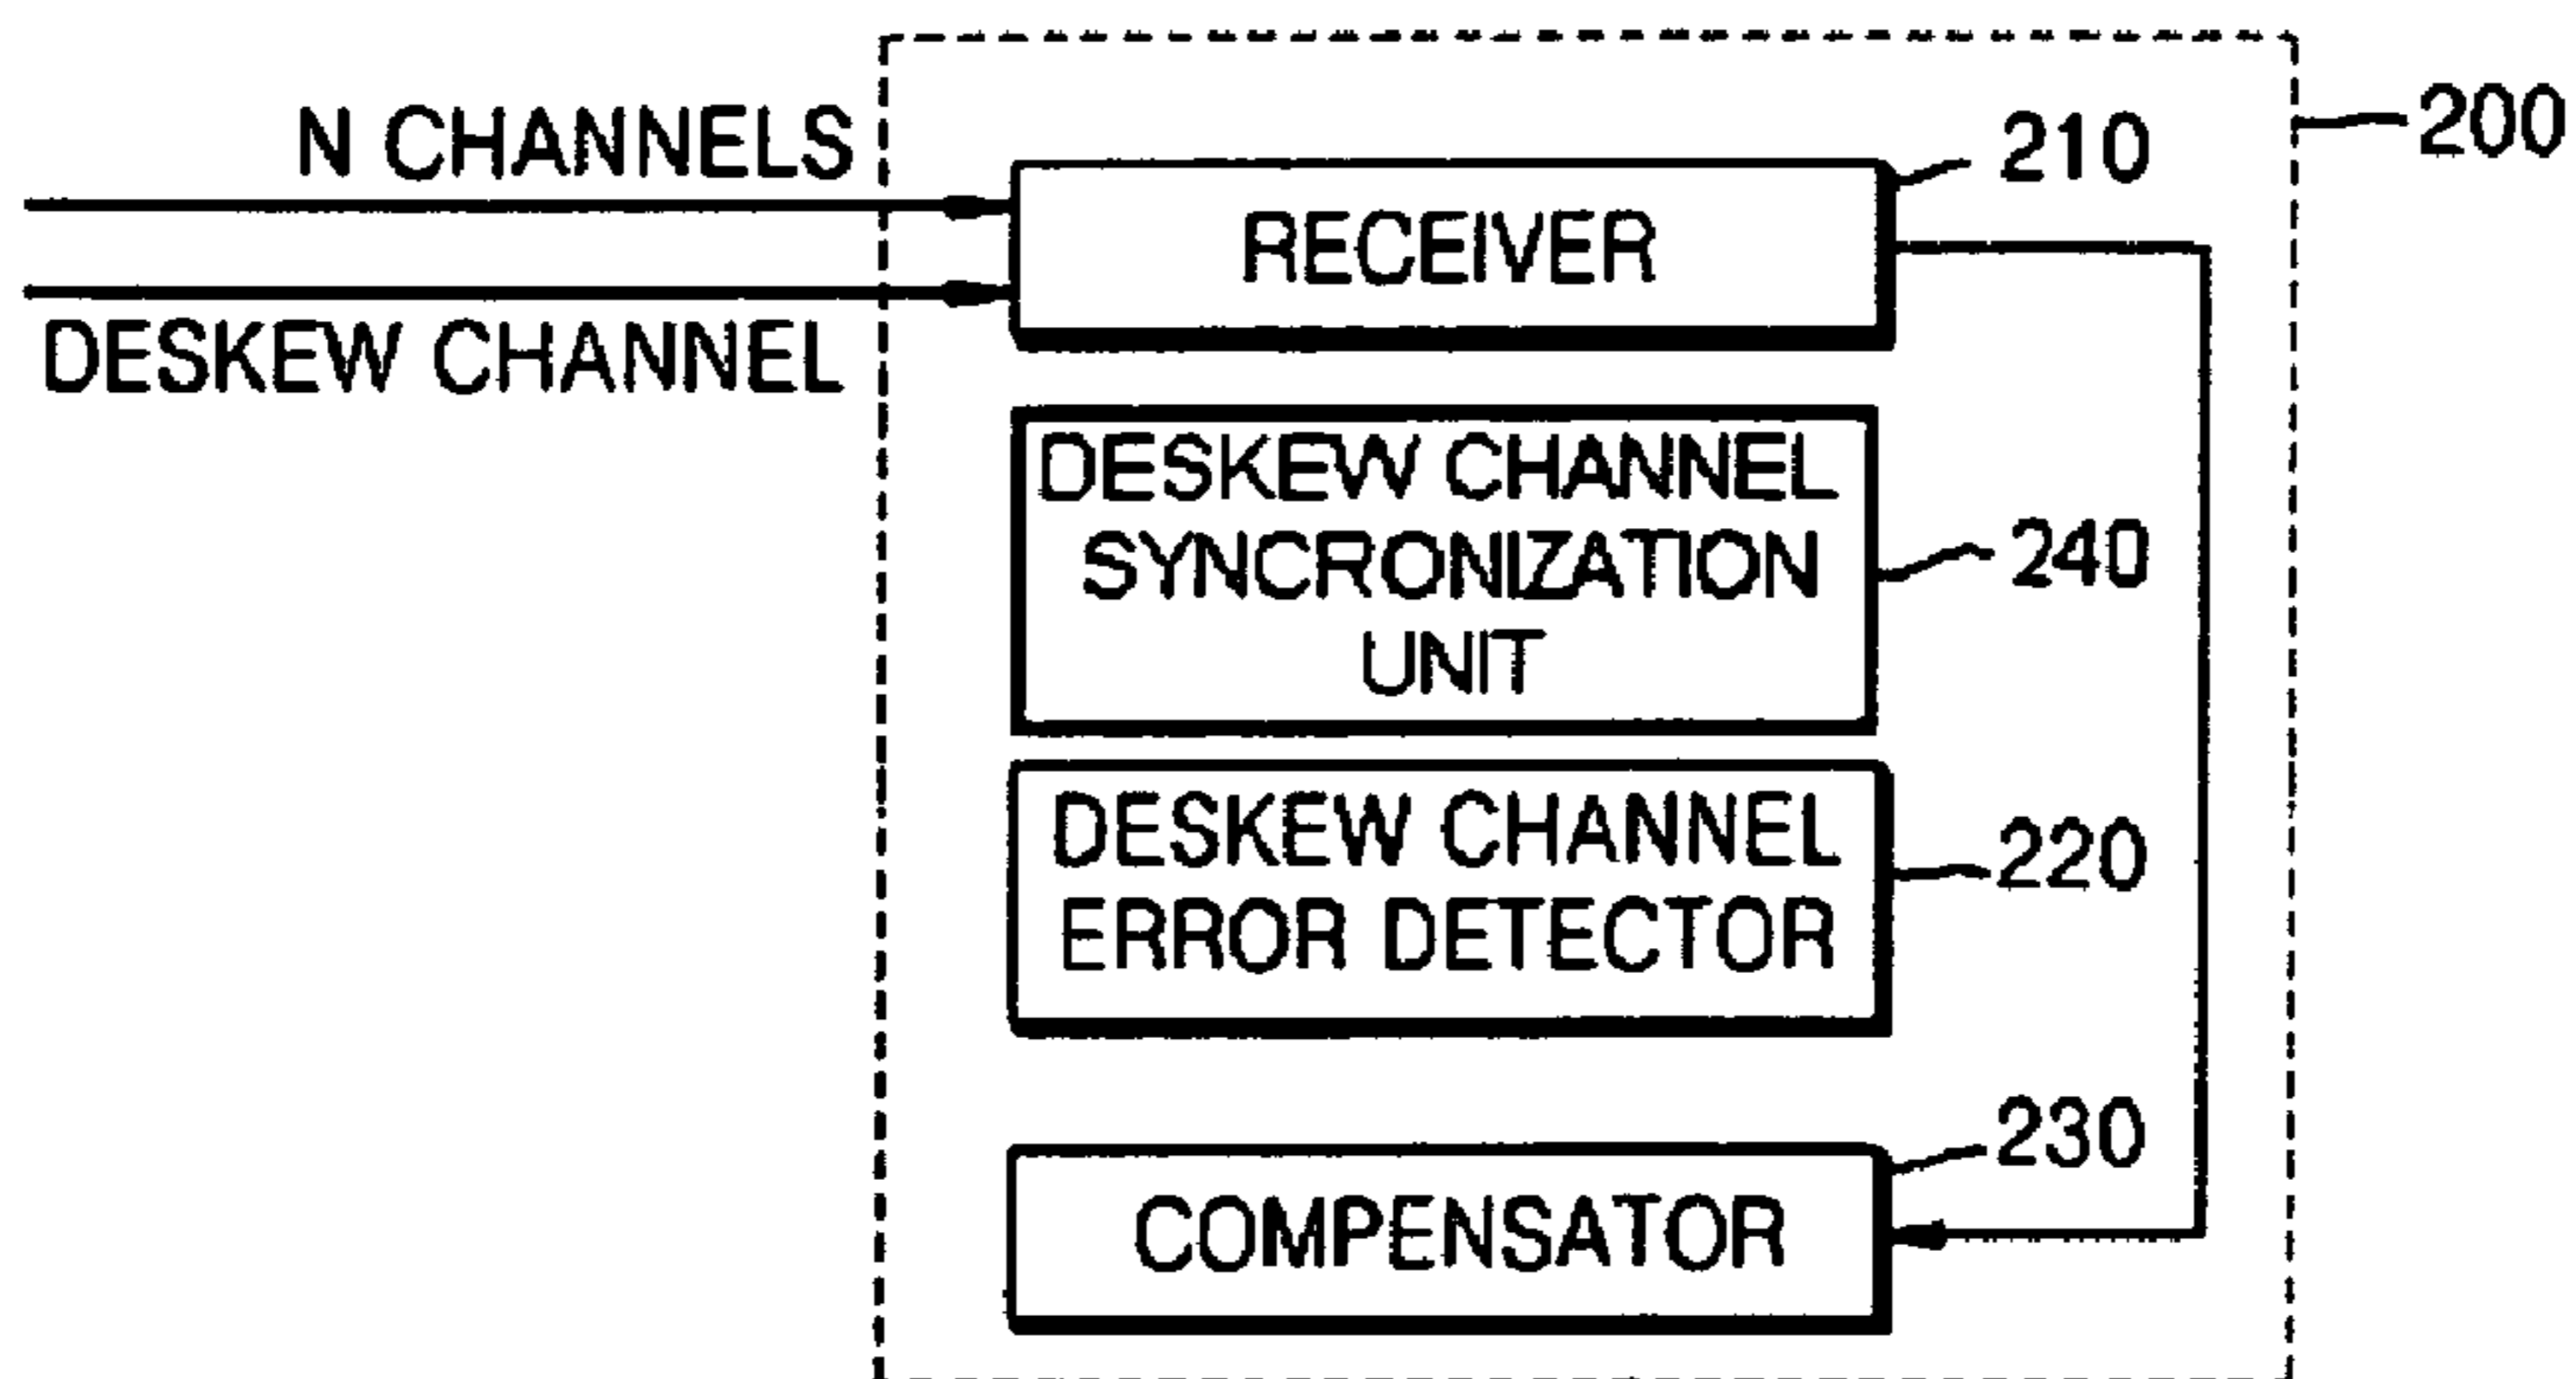 N CHANNELS
DESKEW CHANNEL
200
210
RECEIVER
DESKEW CHANNEL
SYNCRONIZATION
UNIT
240
DESKEW CHANNEL
ERROR DETECTOR
220
230
COMPENSATOR